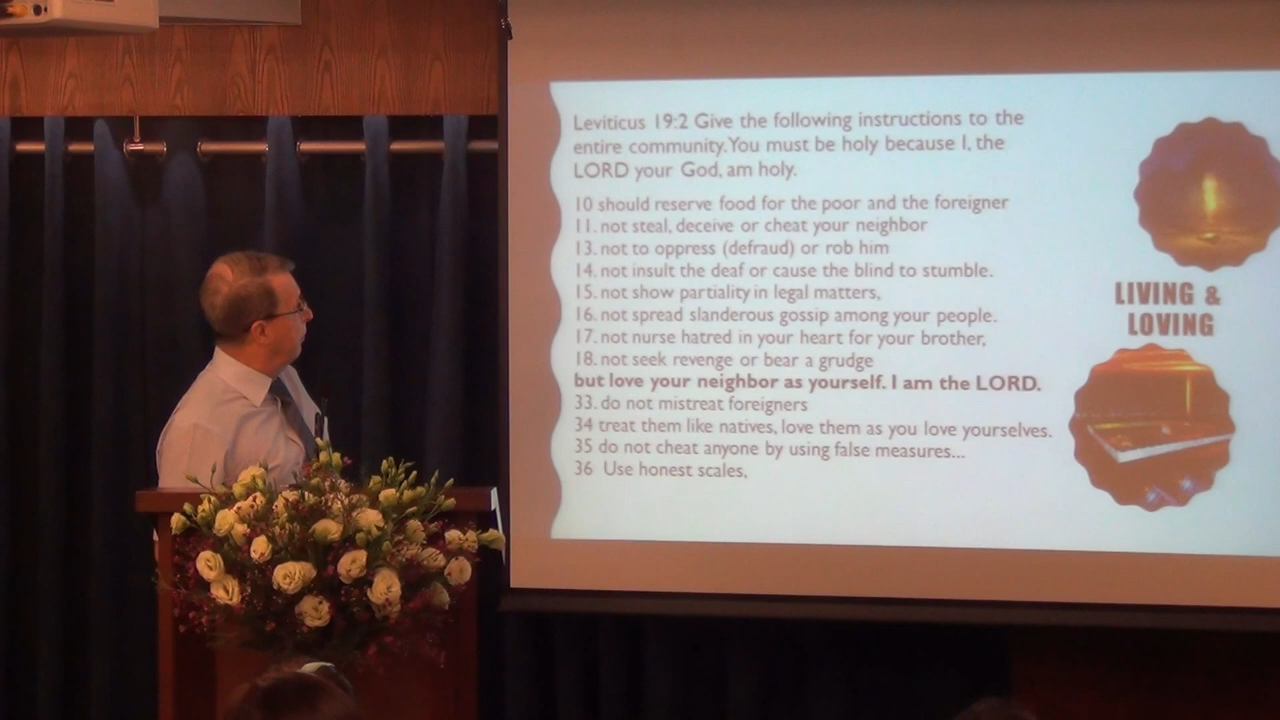 Leviticus 19:2 Give the following instructions to the
entire community. You must be holy because I, the
LORD your God, am holy.
10 should reserve food for the poor and the foreigner
11. not steal, deceive or cheat your neighbor
13. not to oppress (defraud) or rob him
14. not insult the deaf or cause the blind to stumble.
15. not show partiality in legal matters,
16. not spread slanderous gossip among your people.
17. not nurse hatred in your heart for your brother,
18. not seek revenge or bear a grudge
but love your neighbor as yourself. I am the LORD.
33. do not mistreat foreigners
34 treat them like natives, love them as you love yourselves.
35 do not cheat anyone by using false measures...
36 Use honest scales,
LIVING &
LOVING